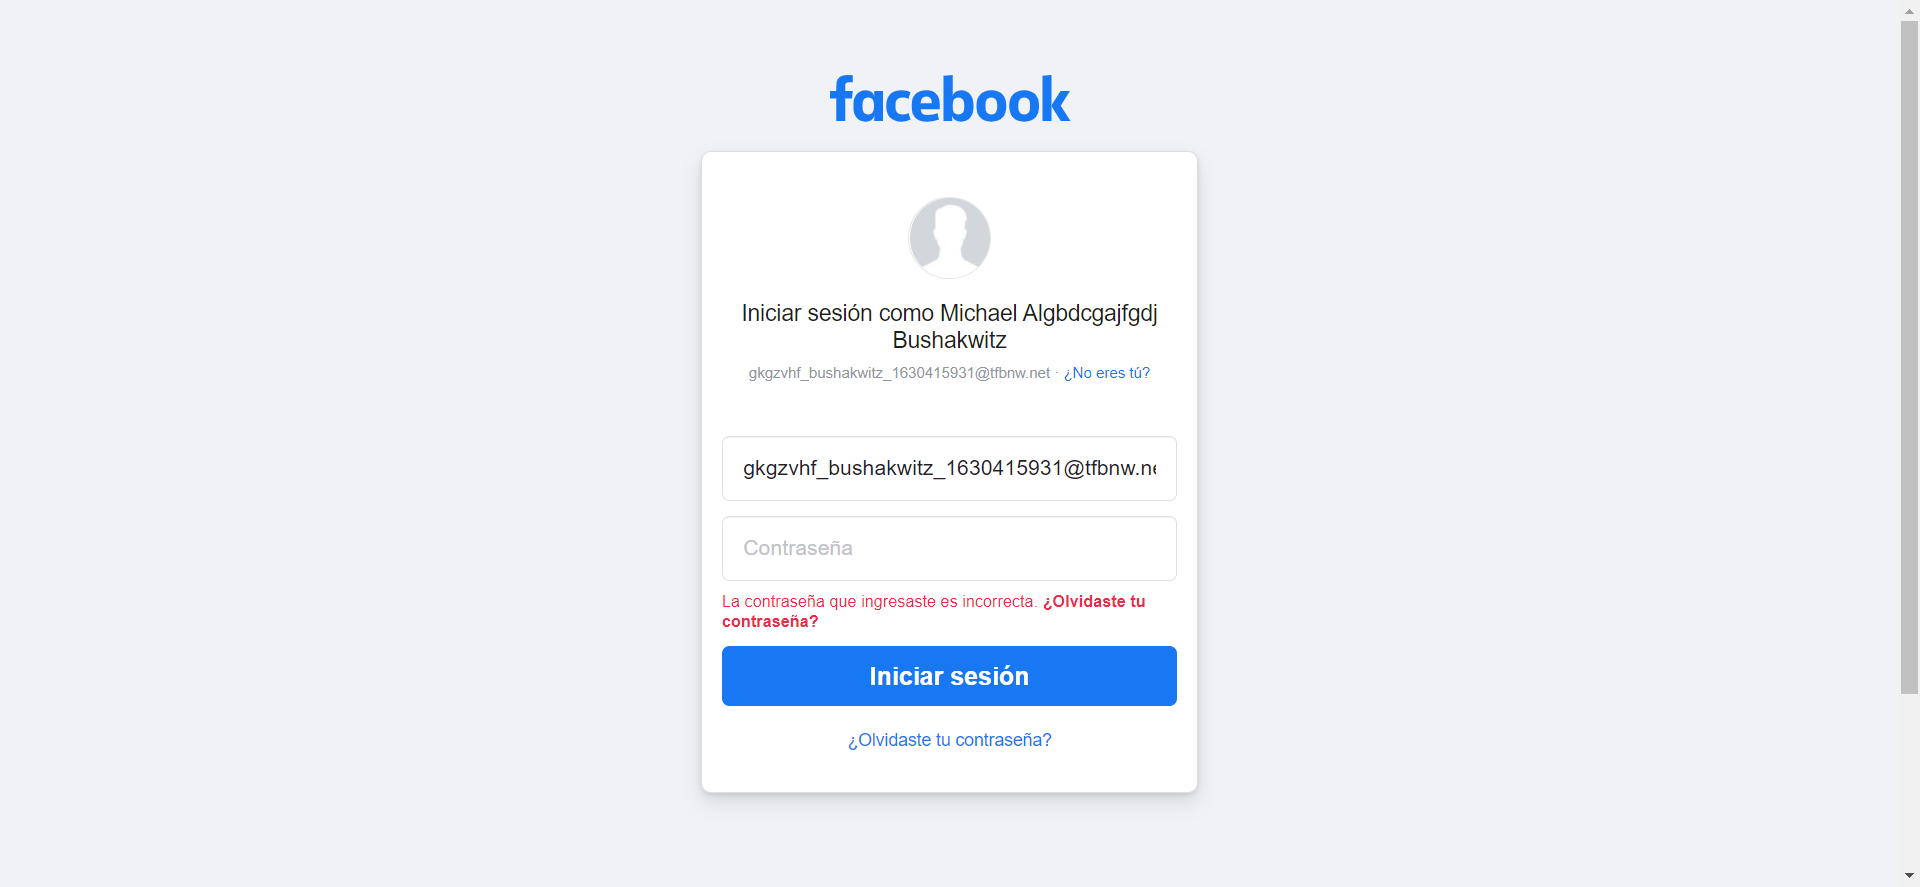 facebook
Iniciar sesión como Michael Algbdcgajfgdj
Bushakwitz
gkgzvhf_bushakwitz_1630415931@tfbnw.net · ¿No eres tú?
gkgzvhf_bushakwitz_1630415931@tfbnw.ne
Contraseña
La contraseña que ingresaste es incorrecta. ¿Olvidaste tu
contraseña?
Iniciar sesión
¿Olvidaste tu contraseña?